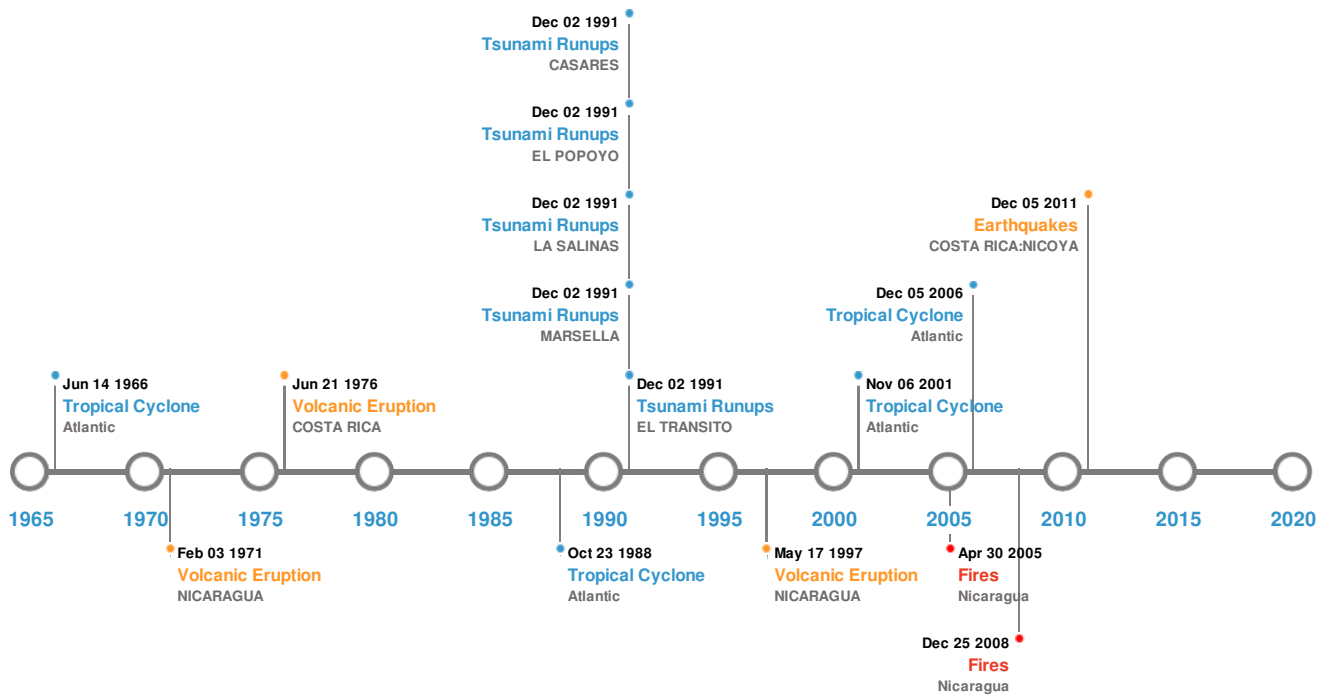 Dec 02 1991
Tsunami Runups
CASARES
Dec 02 1991
Tsunami Runups
EL POPOYO
Dec 02 1991
Tsunami Runups
LA SALINAS
Dec 05 2011
Earthquakes
COSTA RICA:NICOYA
Dec 02 1991
Tsunami Runups
MARSELLA
Dec 05 2006
Tropical Cyclone
Atlantic
Jun 14 1966
Tropical Cyclone
Atlantic
Jun 21 1976
Volcanic Eruption
COSTA RICA
Dec 02 1991
Tsunami Runups
EL TRANSITO
Nov 06 2001
Tropical Cyclone
Atlantic
1965 1970 1975 1980 1985 1990 1995 2000 2005 2010 2015 2020
Feb 03 1971
Volcanic Eruption
NICARAGUA
Oct 23 1988
Tropical Cyclone
Atlantic
May 17 1997
Volcanic Eruption
NICARAGUA
Apr 30 2005
Fires
Nicaragua
Dec 25 2008
Fires
Nicaragua